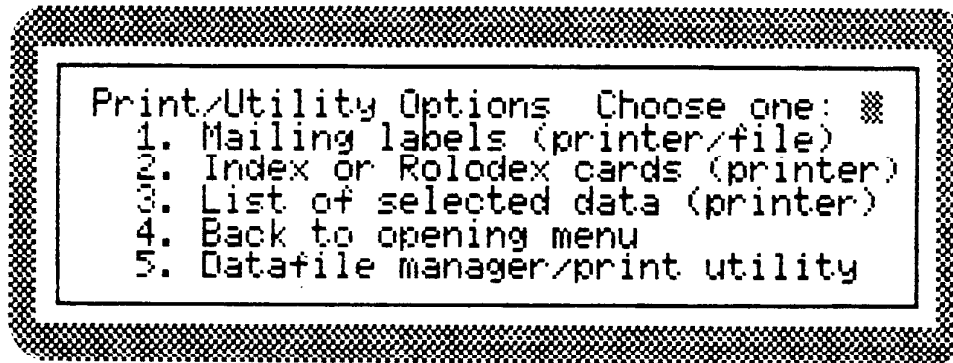 Print/Utility Options  Choose one:
1. Mailing labels (printer/file)
2. Index or Rolodex cards (printer)
3. List of selected data (printer)
4. Back to opening menu
5. Datafile manager/print utility